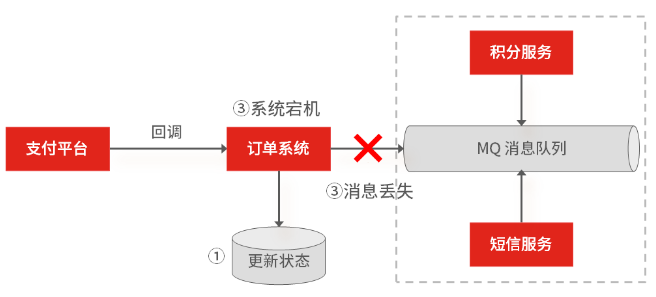 积分服务
③系统宕机
回调
支付平台
订单系统
MQ 消息队列
③消息丢失
短信服务
①
更新状态